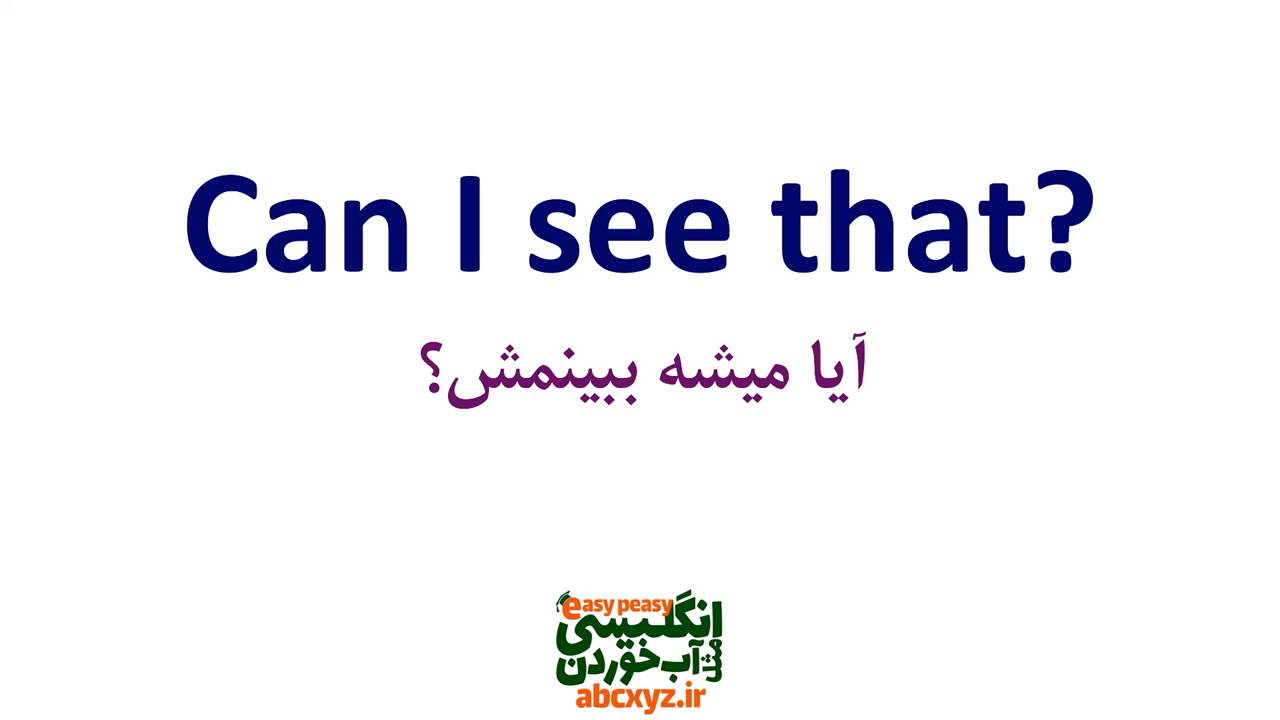 Can I see that?
آیا میشه ببینمش؟
easy peasy
انگلیسی
مثل آب خوردن
abcxyz.ir